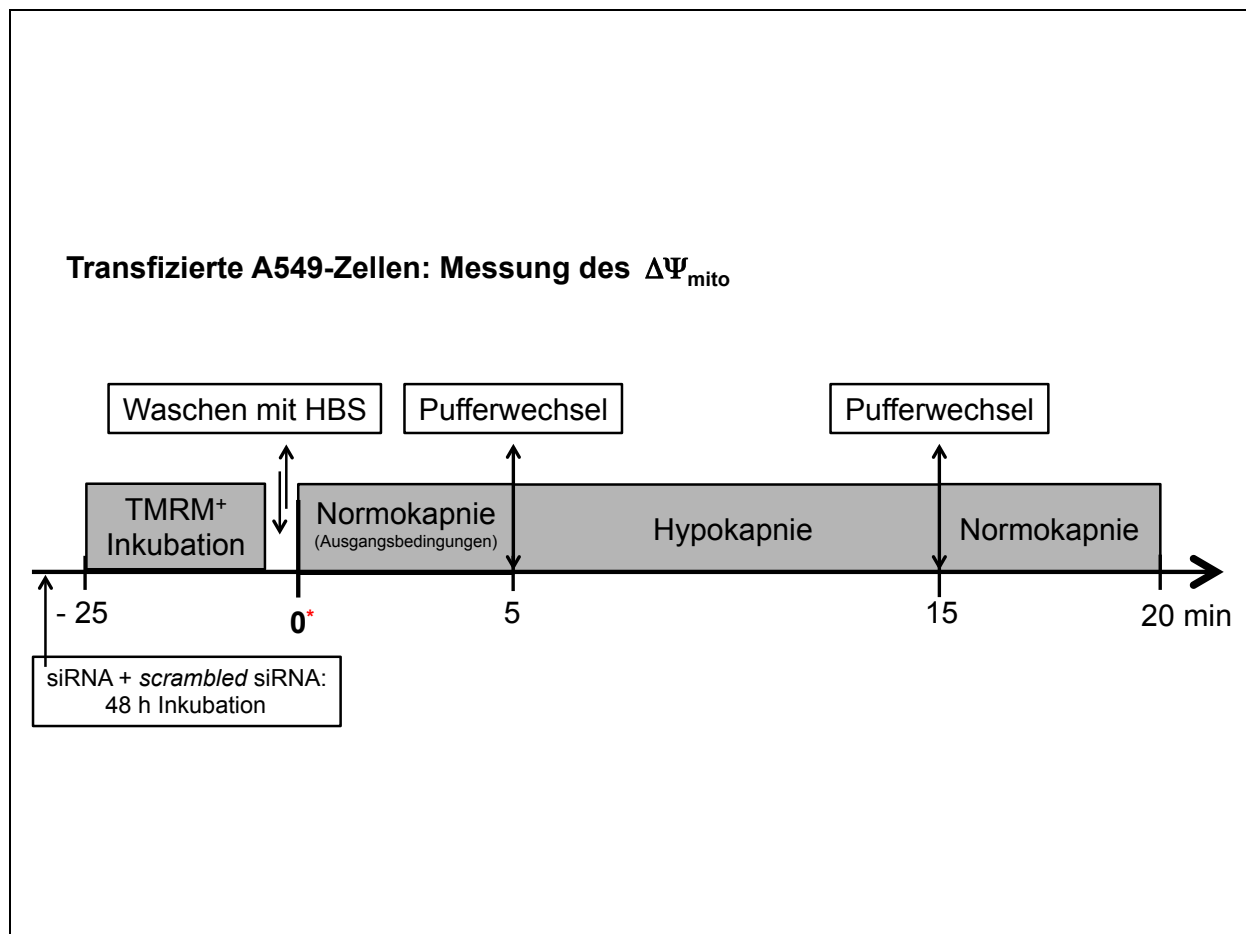 Transfizierte A549-Zellen: Messung des ΔΨmito
Waschen mit HBS
Pufferwechsel
Pufferwechsel
TMRM+
Inkubation
Normokapnie
(Ausgangsbedingungen)
Hypokapnie
Normokapnie
- 25
0*
5
15
20 min
siRNA + scrambled siRNA:
48 h Inkubation